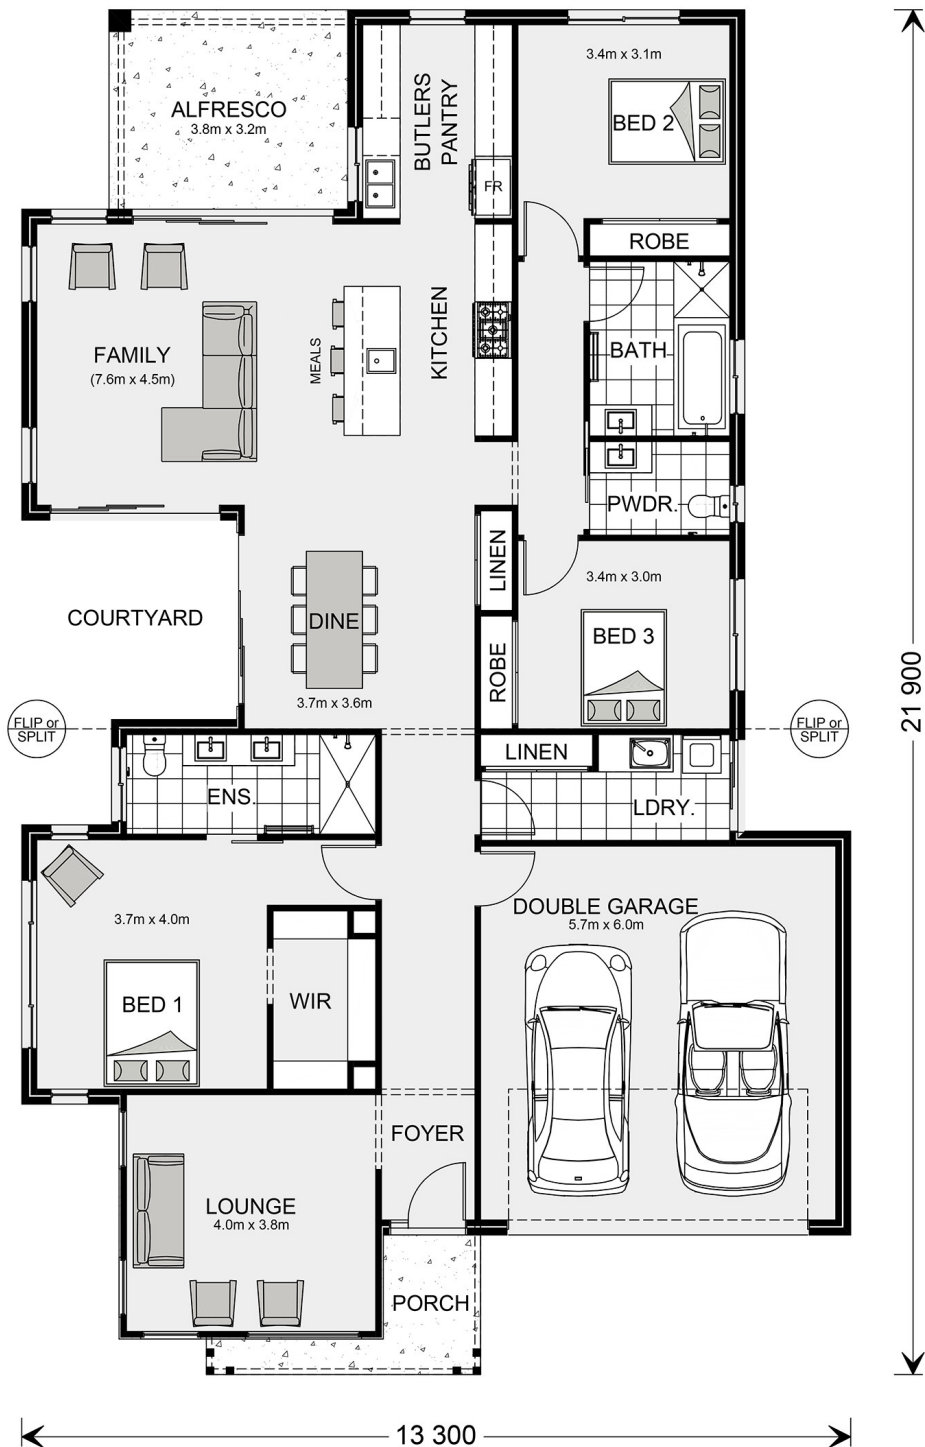 ALFRESCO
3.8m x 3.2m
BUTLERS
PANTRY
FR
3.4m x 3.1m
BED 2
ROBE
FAMILY
(7.6m x 4.5m)
MEALS
KITCHEN
BATH
PWDR.
COURTYARD
DINE
3.7m x 3.6m
LINEN
ROBE
3.4m x 3.0m
BED 3
21 900
FLIP or
SPLIT
FLIP or
SPLIT
ENS.
LINEN
LDRY.
3.7m x 4.0m
BED 1
WIR
DOUBLE GARAGE
5.7m x 6.0m
FOYER
LOUNGE
4.0m x 3.8m
PORCH
13 300